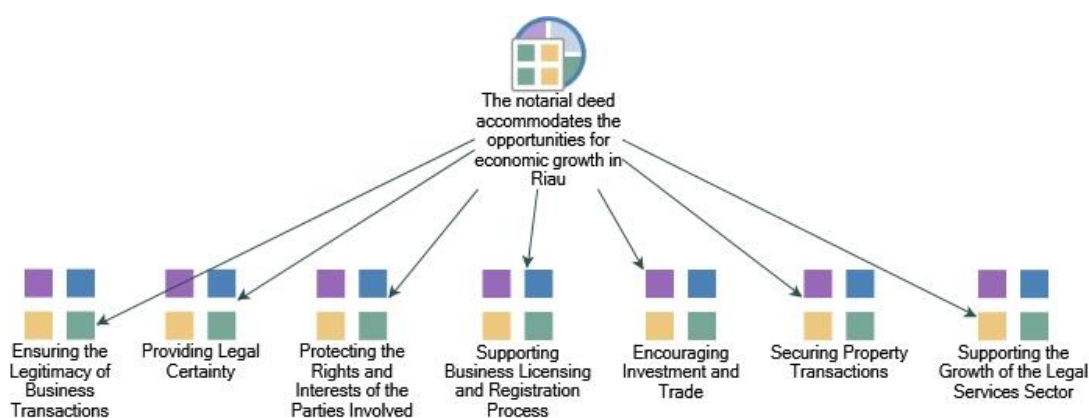 The notarial deed
accommodates the
opportunities for
economic growth in
Riau
Ensuring the
Legitimacy of
Business
Transactions
Providing Legal
Certainty
Protecting the
Rights and
Interests of the
Parties Involved
Supporting
Business Licensing
and Registration
Process
Encouraging
Investment and
Trade
Securing Property
Transactions
Supporting the
Growth of the Legal
Services Sector